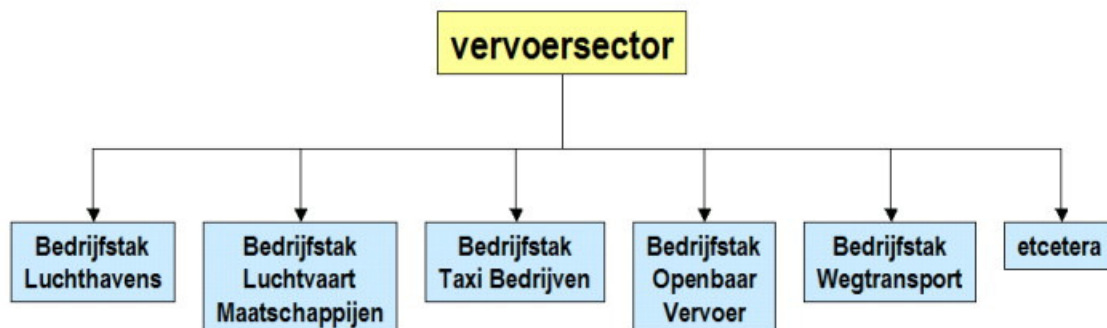 vervoersector
Bedrijfstak
Luchthavens
Bedrijfstak
Luchtvaart
Maatschappijen
Bedrijfstak
Taxi Bedrijven
Bedrijfstak
Openbaar
Vervoer
Bedrijfstak
Wegtransport
etcetera